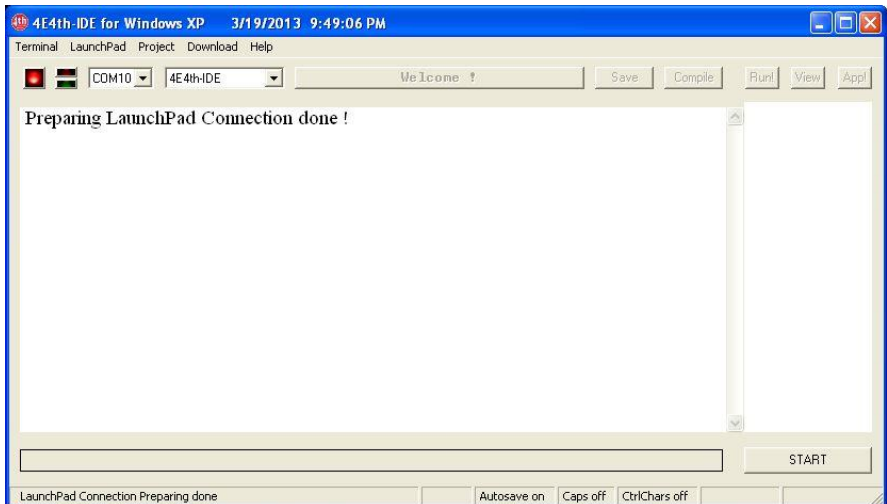 4th 4E4th-IDE for Windows XP 3/19/2013 9:49:06 PM
Terminal LaunchPad Project Download Help
COM10 4E4th-IDE Welcome ! Save Compile Run! View App!
Preparing LaunchPad Connection done !
START
LaunchPad Connection Preparing done Autosave on Caps off CtrlChars off